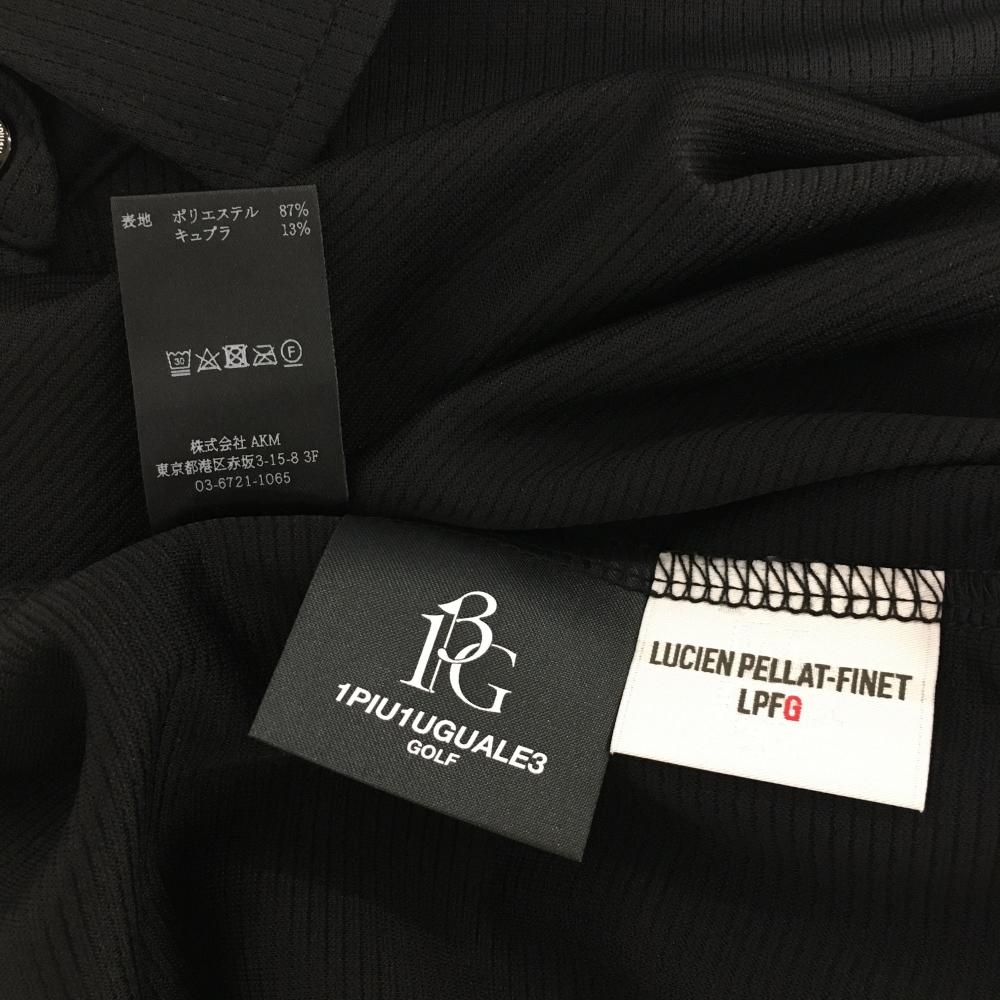 表地 ポリエステル 87%
キュプラ 13%
30
F
株式会社 AKM
東京都港区赤坂3-15-8 3F
03-6721-1065
1PIU1UGUALE3
GOLF
LUCIEN PELLAT-FINET
LPFG